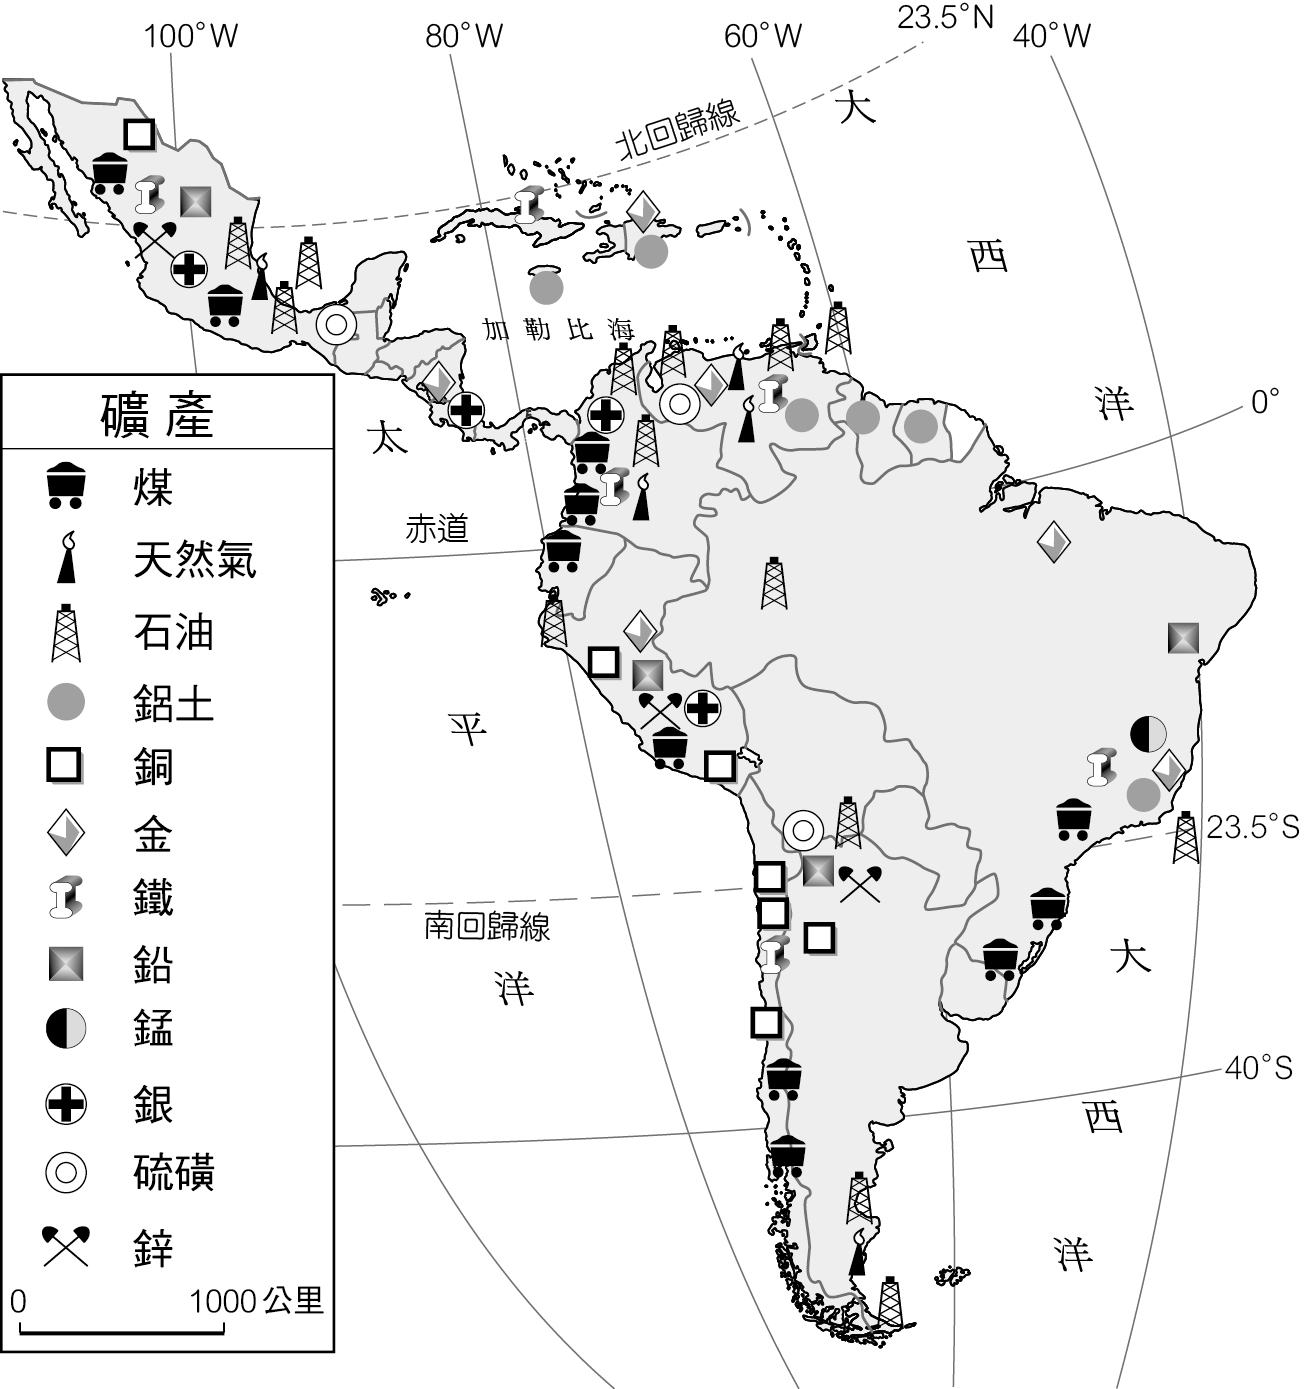 100°W
80°W
60°W
23.5°N
40°W
北回歸線
大
西
洋
加勒比海
0°
太
赤道
平
洋
南回歸線
23.5°S
大
西
洋
40°S
礦產
煤
天然氣
石油
鋁土
銅
金
鐵
鉛
錳
銀
硫磺
鋅
0 1000公里